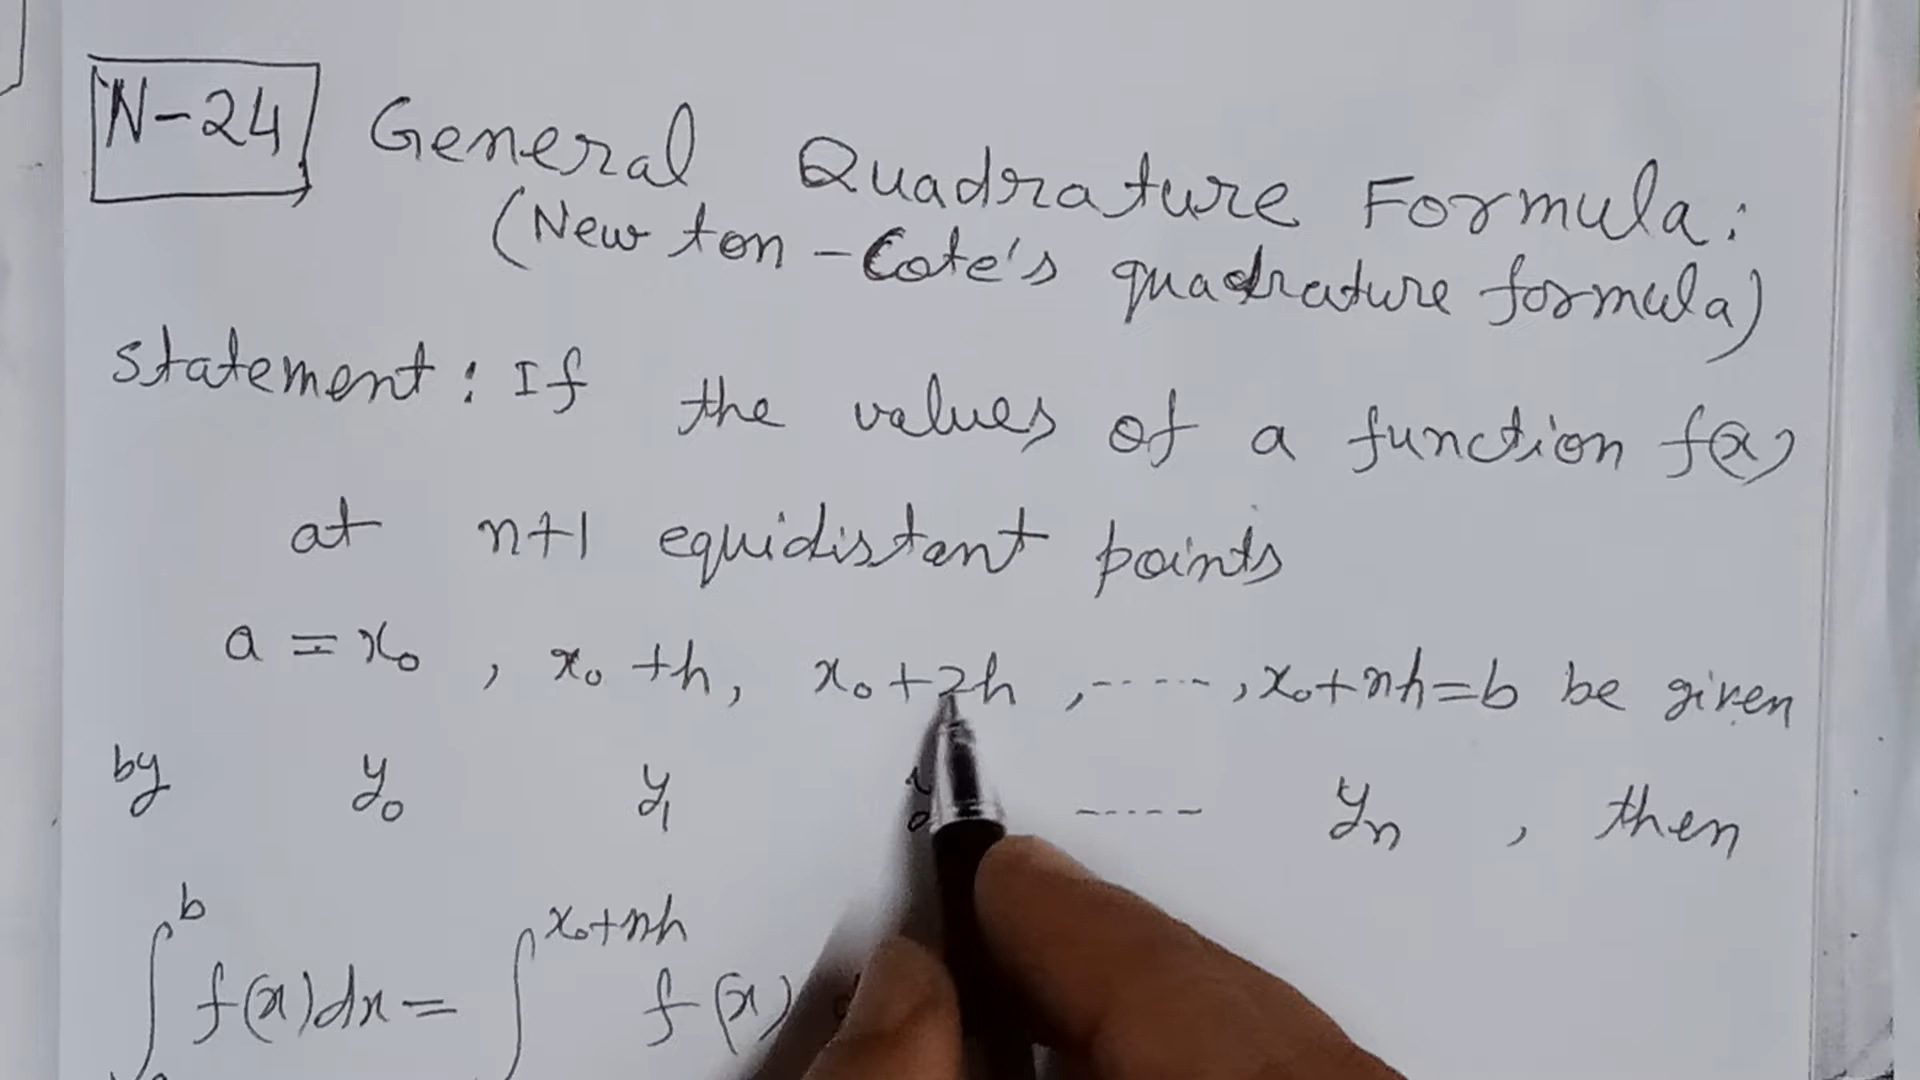 N-24 General Quadrature Formula:
(Newton-Cote's quadrature formula)
statement: If the values of a function f(x)
at n+1 equidistant points
a = x₀, x₀+h, x₀+2h, -----, x₀+nh=b be given
by y₀ y₁ ----- yₙ, then
∫ᵇ f(x)dx = ∫ˣ⁰⁺ⁿʰ f(x)